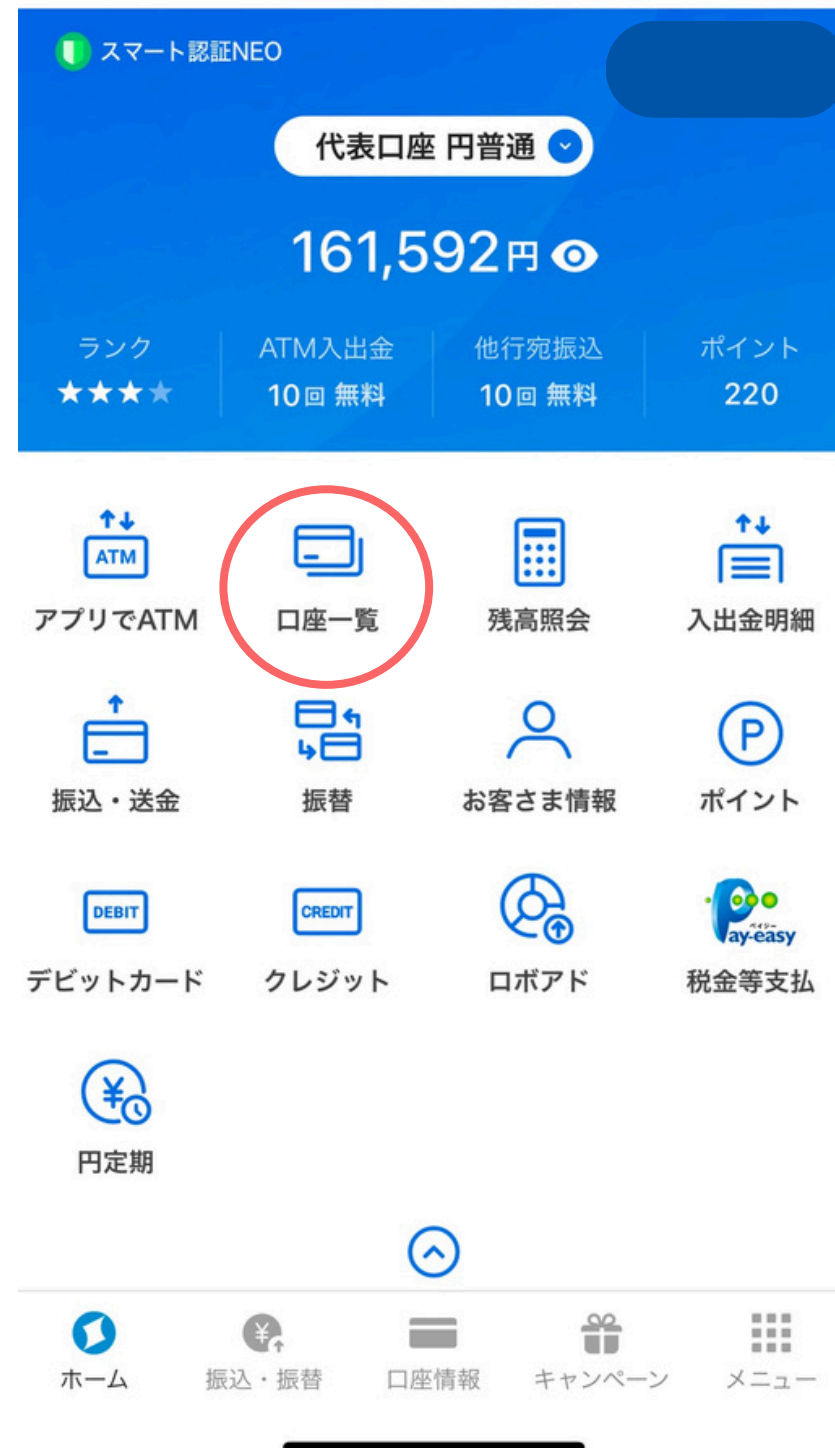 スマート認証NEO
代表口座 円普通
161,592円
ランク ATM入出金 他行宛振込 ポイント
★★★★ 10回 無料 10回 無料 220
ATM
アプリでATM 口座一覧 残高照会 入出金明細
P
振込・送金 振替 お客さま情報 ポイント
DEBIT CREDIT ペイジー
Pay-easy
デビットカード クレジット ロボアド 税金等支払
¥
円定期
¥
ホーム 振込・振替 口座情報 キャンペーン メニュー